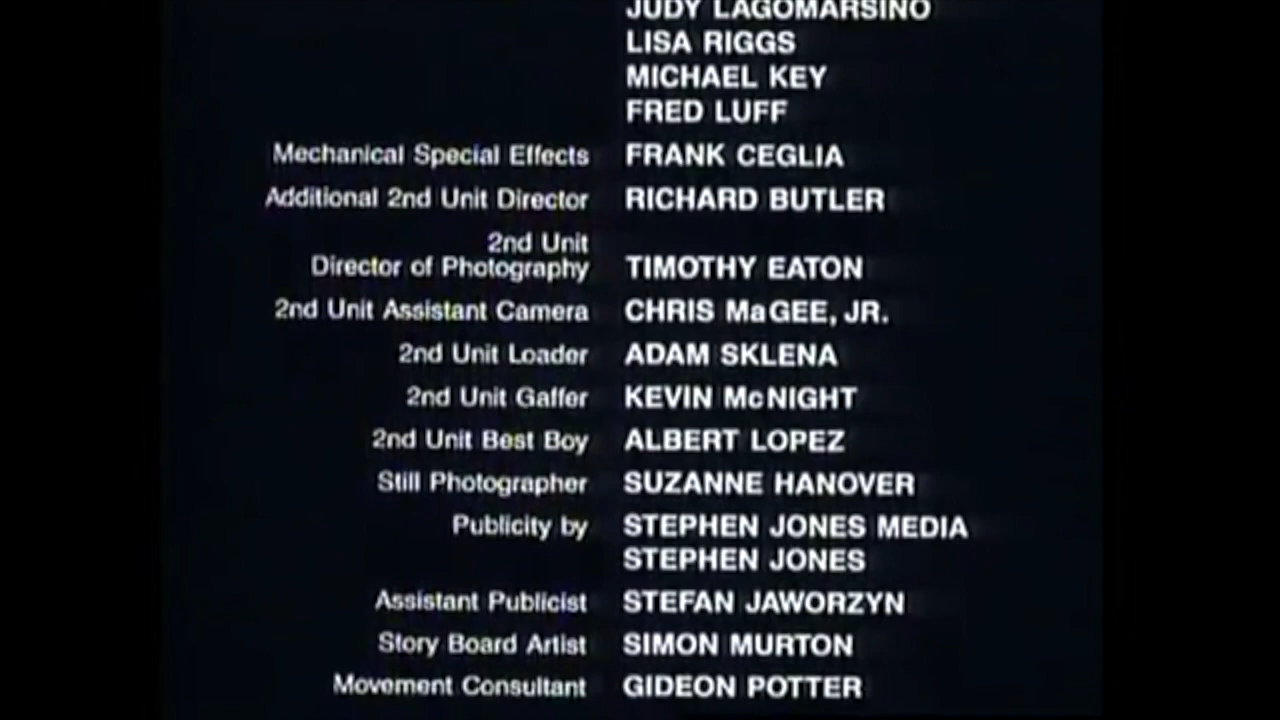 JUDY LAGOMARSINO
LISA RIGGS
MICHAEL KEY
FRED LUFF
Mechanical Special Effects FRANK CEGLIA
Additional 2nd Unit Director RICHARD BUTLER
2nd Unit
Director of Photography TIMOTHY EATON
2nd Unit Assistant Camera CHRIS MaGEE, JR.
2nd Unit Loader ADAM SKLENA
2nd Unit Gaffer KEVIN McNIGHT
2nd Unit Best Boy ALBERT LOPEZ
Still Photographer SUZANNE HANOVER
Publicity by STEPHEN JONES MEDIA
STEPHEN JONES
Assistant Publicist STEFAN JAWORZYN
Story Board Artist SIMON MURTON
Movement Consultant GIDEON POTTER